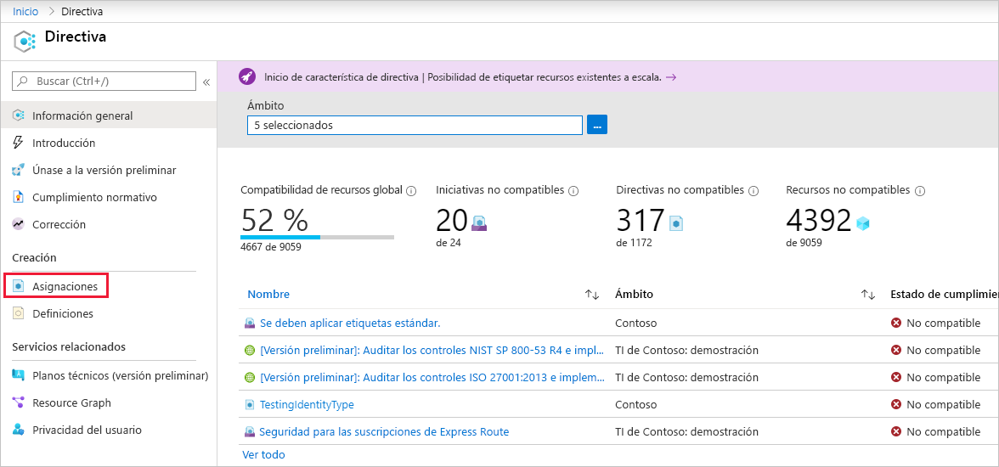 Inicio > Directiva
Directiva
Buscar (Ctrl+/)
«
Información general
Introducción
Únase a la versión preliminar
Cumplimiento normativo
Corrección
Creación
Asignaciones
Definiciones
Servicios relacionados
Planos técnicos (versión preliminar)
Resource Graph
Privacidad del usuario
Inicio de característica de directiva | Posibilidad de etiquetar recursos existentes a escala. →
Ámbito
5 seleccionados
...
Compatibilidad de recursos global
52 %
4667 de 9059
Iniciativas no compatibles
20
de 24
Directivas no compatibles
317
de 1172
Recursos no compatibles
4392
de 9059
Nombre ↑↓ Ámbito ↑↓ Estado de cumplimie
Se deben aplicar etiquetas estándar. Contoso No compatible
[Versión preliminar]: Auditar los controles NIST SP 800-53 R4 e impl... TI de Contoso: demostración No compatible
[Versión preliminar]: Auditar los controles ISO 27001:2013 e implem... TI de Contoso: demostración No compatible
TestingIdentityType Contoso No compatible
Seguridad para las suscripciones de Express Route TI de Contoso: demostración No compatible
Ver todo